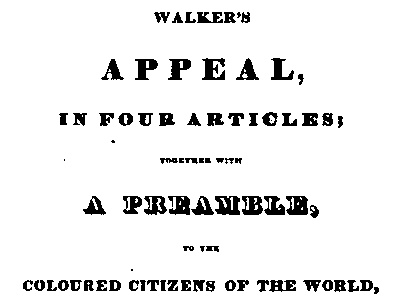 WALKER'S
APPEAL,
IN FOUR ARTICLES;
TOGETHER WITH
A PREAMBLE,
TO THE
COLOURED CITIZENS OF THE WORLD,